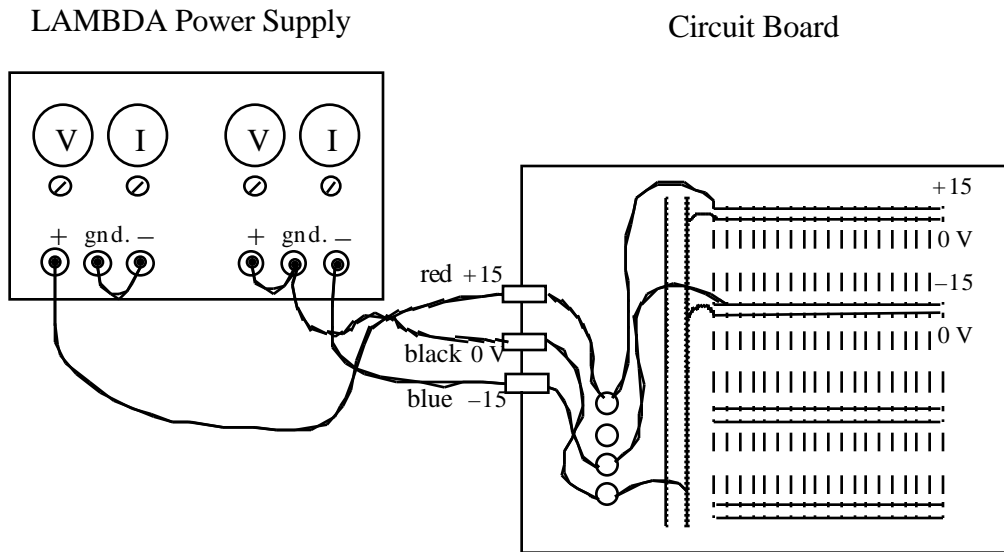 LAMBDA Power Supply
Circuit Board
V I V I
+ gnd. – + gnd. –
red +15
black 0 V
blue –15
+15
0 V
–15
0 V